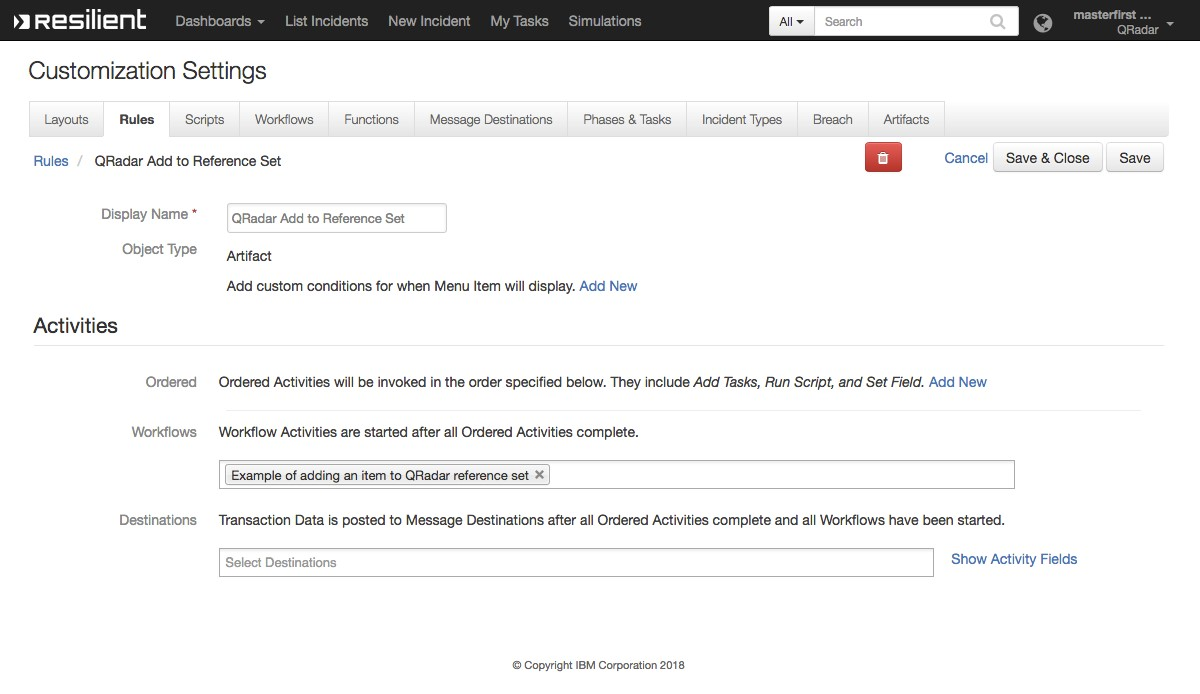 resilient Dashboards List Incidents New Incident My Tasks Simulations All Search masterfirst ...
QRadar
Customization Settings
Layouts Rules Scripts Workflows Functions Message Destinations Phases & Tasks Incident Types Breach Artifacts
Rules / QRadar Add to Reference Set Cancel Save & Close Save
Display Name * QRadar Add to Reference Set
Object Type Artifact
Add custom conditions for when Menu Item will display. Add New
Activities
Ordered Ordered Activities will be invoked in the order specified below. They include Add Tasks, Run Script, and Set Field. Add New
Workflows Workflow Activities are started after all Ordered Activities complete.
Example of adding an item to QRadar reference set ×
Destinations Transaction Data is posted to Message Destinations after all Ordered Activities complete and all Workflows have been started.
Select Destinations Show Activity Fields
© Copyright IBM Corporation 2018